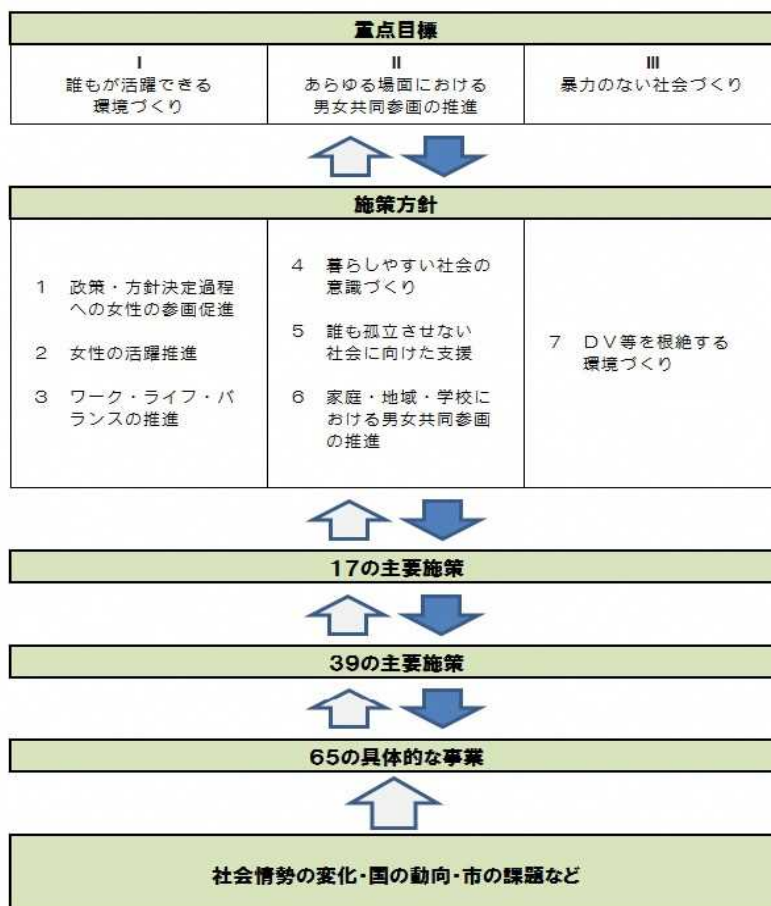 重点目標
Ⅰ
誰もが活躍できる
環境づくり
Ⅱ
あらゆる場面における
男女共同参画の推進
Ⅲ
暴力のない社会づくり
施策方針
1 政策・方針決定過程
への女性の参画促進
2 女性の活躍推進
3 ワーク・ライフ・バ
ランスの推進
4 暮らしやすい社会の
意識づくり
5 誰も孤立させない
社会に向けた支援
6 家庭・地域・学校に
おける男女共同参画
の推進
7 DV等を根絶する
環境づくり
17の主要施策
39の主要施策
65の具体的な事業
社会情勢の変化・国の動向・市の課題など